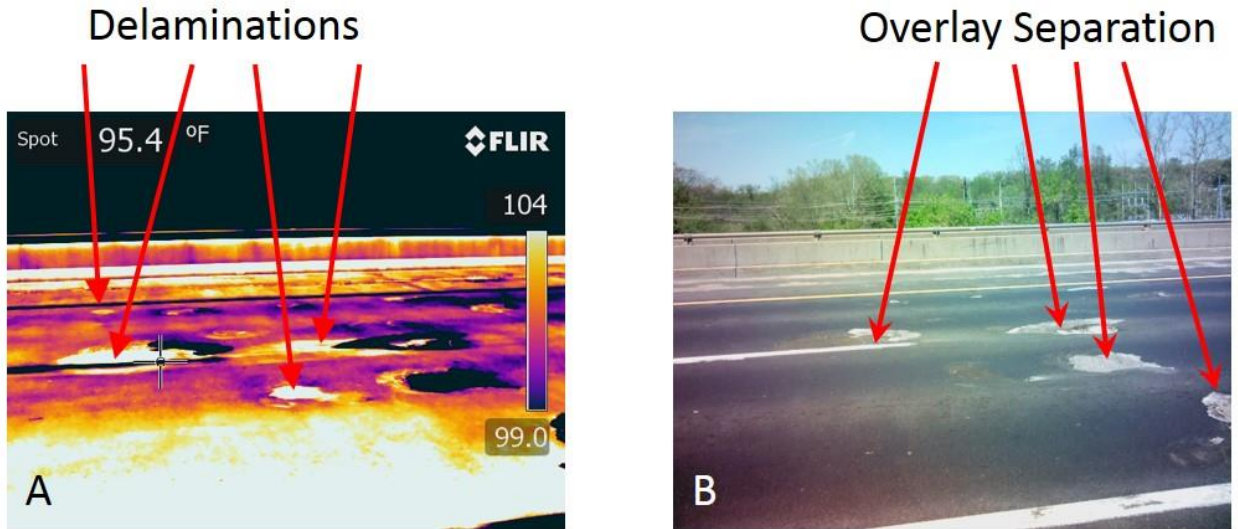 Delaminations
Overlay Separation
Spot 95.4 °F
FLIR
104
99.0
A
B